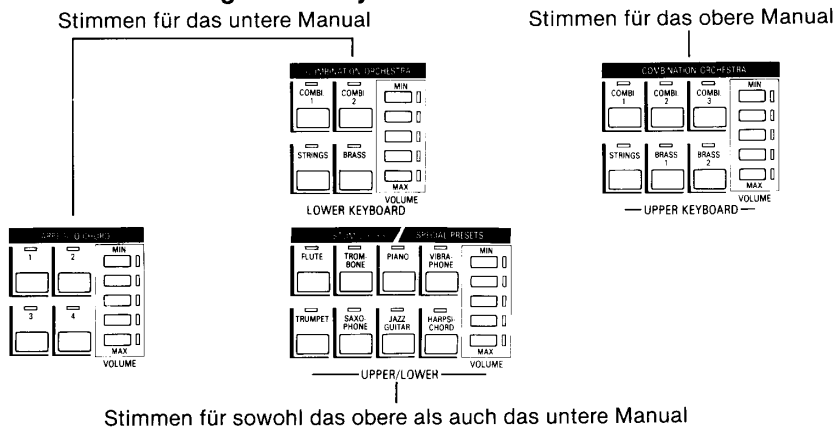 Stimmen für das untere Manual
Stimmen für das obere Manual
COMBINATION ORCHESTRA
COMBI. 1
COMBI. 2
MIN
STRINGS
BRASS
MAX
VOLUME
LOWER KEYBOARD
COMBINATION ORCHESTRA
COMBI. 1
COMBI. 2
COMBI. 3
MIN
STRINGS
BRASS 1
BRASS 2
MAX
VOLUME
UPPER KEYBOARD
CHORD
1
2
MIN
3
4
MAX
VOLUME
SPECIAL PRESETS
FLUTE
TROM-
BONE
PIANO
VIBRA-
PHONE
MIN
TRUMPET
SAXO-
PHONE
JAZZ
GUITAR
HARPSI-
CHORD
MAX
VOLUME
UPPER/LOWER
Stimmen für sowohl das obere als auch das untere Manual